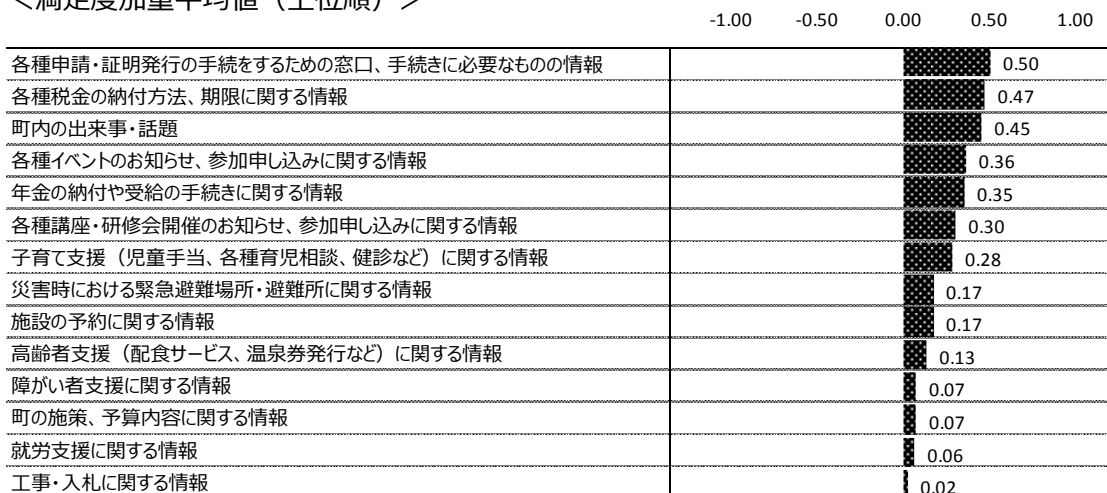 ＜満足度加重平均値（上位順）＞
-1.00 -0.50 0.00 0.50 1.00
各種申請・証明発行の手続をするための窓口、手続きに必要なものの情報 0.50
各種税金の納付方法、期限に関する情報 0.47
町内の出来事・話題 0.45
各種イベントのお知らせ、参加申し込みに関する情報 0.36
年金の納付や受給の手続きに関する情報 0.35
各種講座・研修会開催のお知らせ、参加申し込みに関する情報 0.30
子育て支援（児童手当、各種育児相談、健診など）に関する情報 0.28
災害時における緊急避難場所・避難所に関する情報 0.17
施設の予約に関する情報 0.17
高齢者支援（配食サービス、温泉券発行など）に関する情報 0.13
障がい者支援に関する情報 0.07
町の施策、予算内容に関する情報 0.07
就労支援に関する情報 0.06
工事・入札に関する情報 0.02